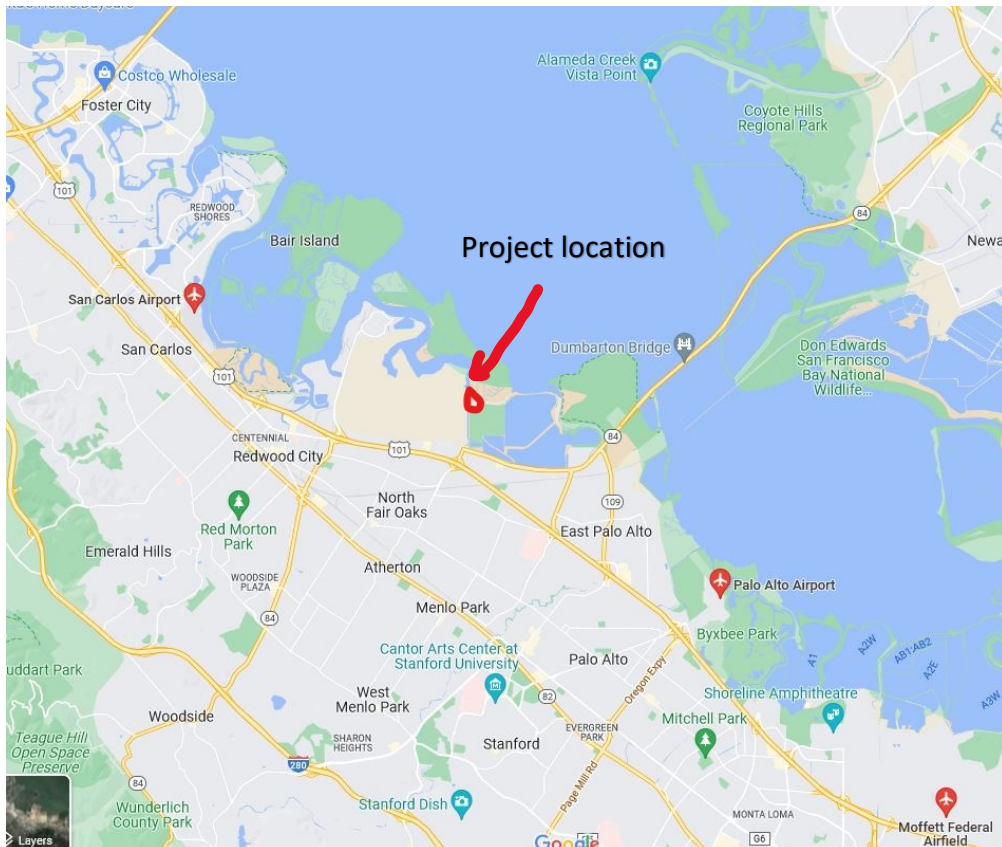 Costco Wholesale
Foster City
Alameda Creek
Vista Point
Coyote Hills
Regional Park
101
REDWOOD
SHORES
84
Bair Island
Project location
San Carlos Airport
San Carlos
Dumbarton Bridge
Don Edwards
San Francisco
Bay National
Wildlife...
101
CENTENNIAL
Redwood City
101
84
North
Fair Oaks
109
Red Morton
Park
East Palo Alto
Emerald Hills
Atherton
WOODSIDE
PLAZA
Palo Alto Airport
84
Menlo Park
Byxbee Park
A1
A2W
AB1-AB2
A2E
A3W
Cantor Arts Center at
Stanford University
Palo Alto
Oregon Expy
West
Menlo Park
82
Shoreline Amphitheatre
Woodside
EVERGREEN
PARK
Mitchell Park
SHARON
HEIGHTS
Stanford
Teague Hill
Open Space
Preserve
280
Page Mill Rd
84
Wunderlich
County Park
Stanford Dish
MONTA LOMA
Moffett Federal
Airfield
Layers
Google
G6